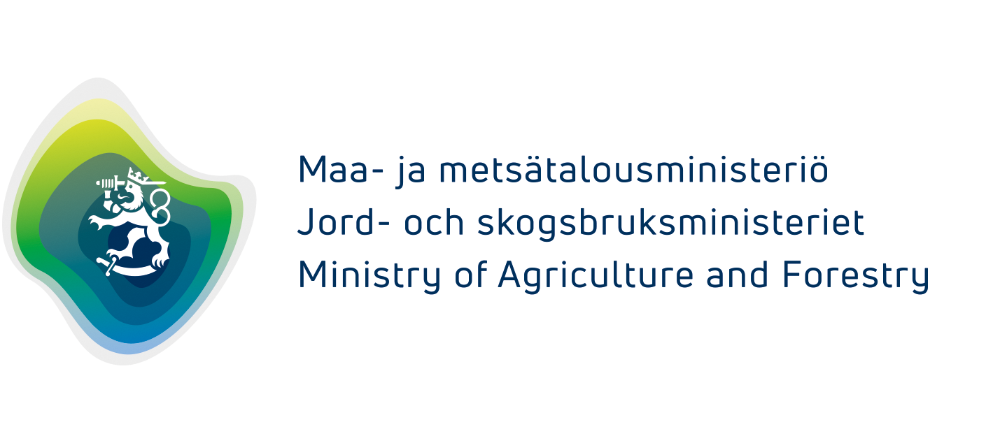 Maa- ja metsätalousministeriö
Jord- och skogsbruksministeriet
Ministry of Agriculture and Forestry